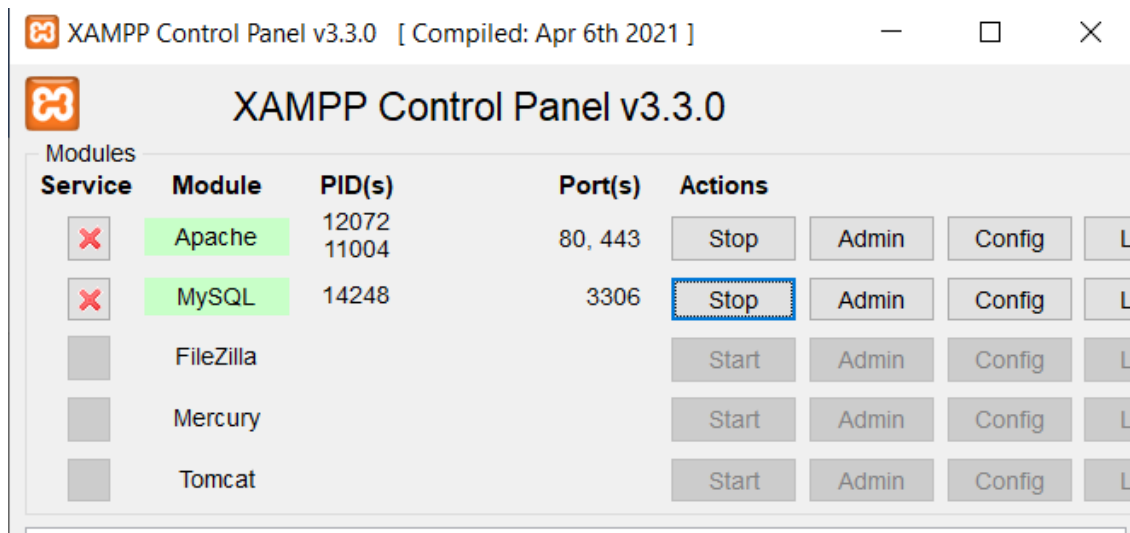 XAMPP Control Panel v3.3.0 [ Compiled: Apr 6th 2021 ]
XAMPP Control Panel v3.3.0
Modules
Service Module PID(s) Port(s) Actions
Apache 12072 11004 80, 443 Stop Admin Config L
MySQL 14248 3306 Stop Admin Config L
FileZilla Start Admin Config L
Mercury Start Admin Config L
Tomcat Start Admin Config L